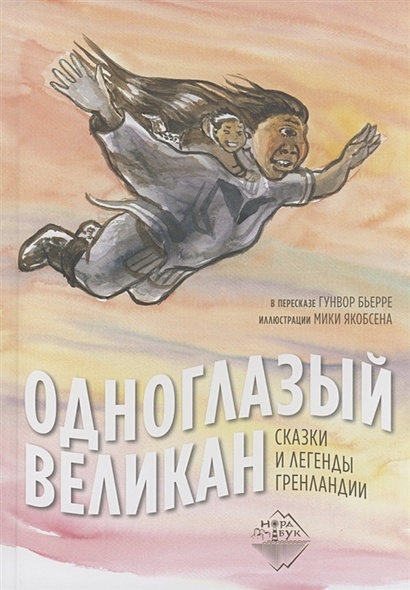 В ПЕРЕСКАЗЕ ГУНВОР БЬЕРРЕ
ИЛЛЮСТРАЦИИ МИКИ ЯКОБСЕНА
ОДНОГЛАЗЫЙ
ВЕЛИКАН
СКАЗКИ
И ЛЕГЕНДЫ
ГРЕНЛАНДИИ
НОРА
БУК